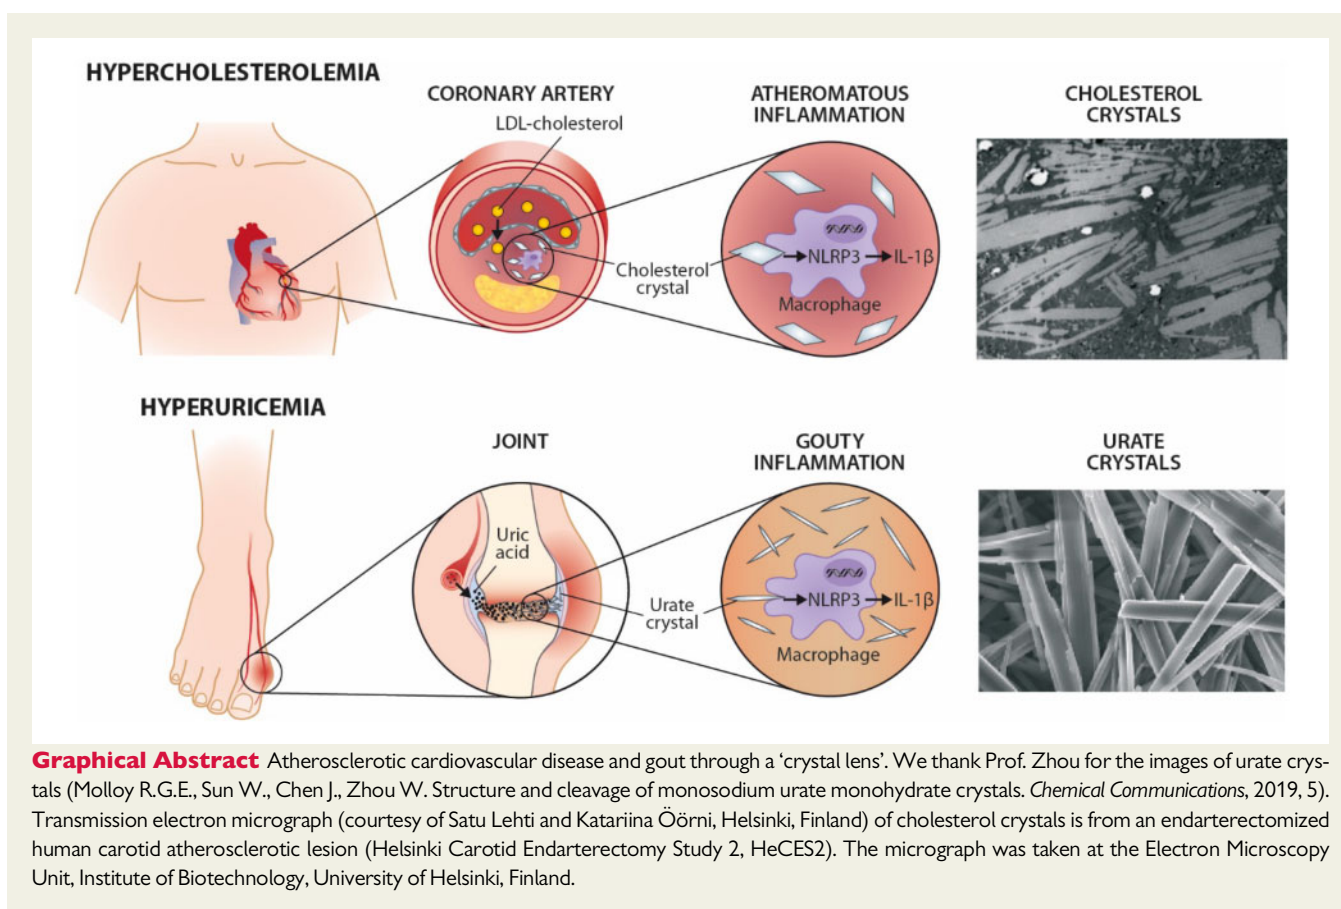 HYPERCHOLESTEROLEMIA
CORONARY ARTERY
LDL-cholesterol
ATHEROMATOUS
INFLAMMATION
CHOLESTEROL
CRYSTALS
Cholesterol
crystal
NLRP3
IL-1β
Macrophage
HYPERURICEMIA
JOINT
Uric
acid
GOUTY
INFLAMMATION
URATE
CRYSTALS
Urate
crystal
NLRP3
IL-1β
Macrophage
Graphical Abstract Atherosclerotic cardiovascular disease and gout through a ‘crystal lens’. We thank Prof. Zhou for the images of urate crys-
tals (Molloy R.G.E., Sun W., Chen J., Zhou W. Structure and cleavage of monosodium urate monohydrate crystals. Chemical Communications, 2019, 5).
Transmission electron micrograph (courtesy of Satu Lehti and Katariina Öörni, Helsinki, Finland) of cholesterol crystals is from an endarterectomized
human carotid atherosclerotic lesion (Helsinki Carotid Endarterectomy Study 2, HeCES2). The micrograph was taken at the Electron Microscopy
Unit, Institute of Biotechnology, University of Helsinki, Finland.